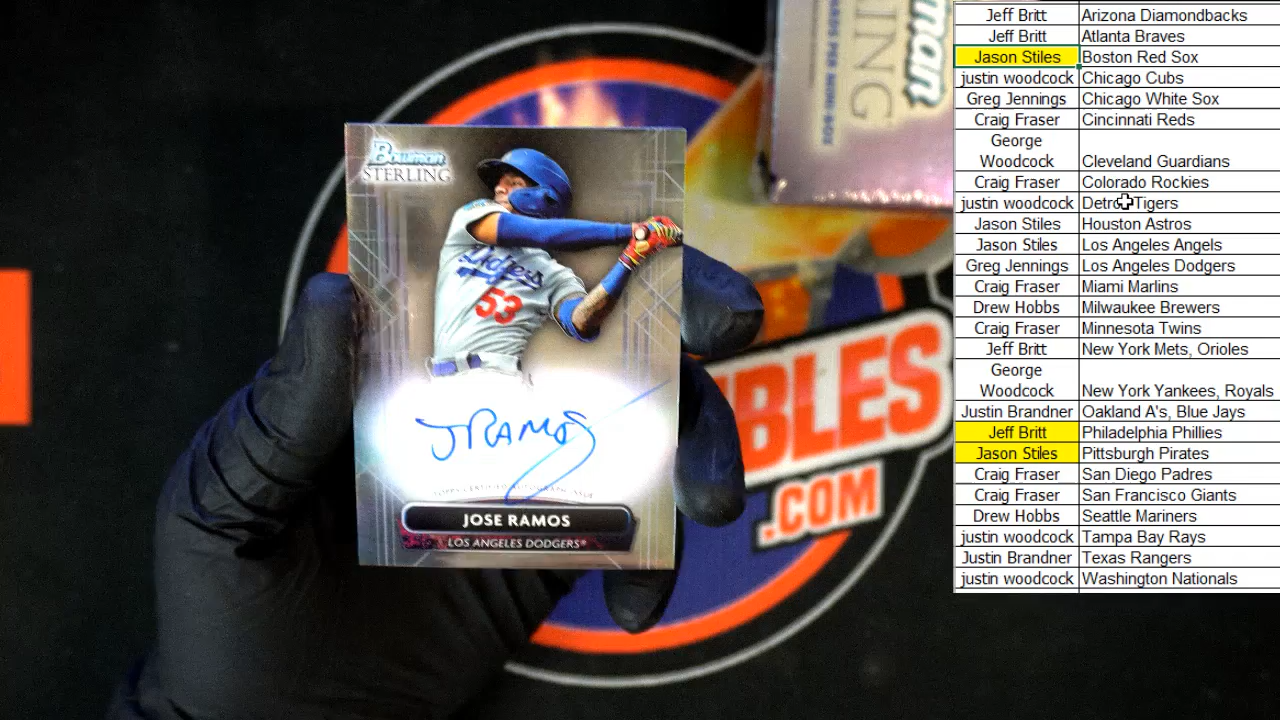 Bowman
STERLING
Dodgers
53
J RAMOS
TOPPS CERTIFIED AUTOGRAPH ISSUE
JOSE RAMOS
LOS ANGELES DODGERS®
IBLES
.COM
Jeff Britt Arizona Diamondbacks
Jeff Britt Atlanta Braves
Jason Stiles Boston Red Sox
justin woodcock Chicago Cubs
Greg Jennings Chicago White Sox
Craig Fraser Cincinnati Reds
George
Woodcock Cleveland Guardians
Craig Fraser Colorado Rockies
justin woodcock Detroit Tigers
Jason Stiles Houston Astros
Jason Stiles Los Angeles Angels
Greg Jennings Los Angeles Dodgers
Craig Fraser Miami Marlins
Drew Hobbs Milwaukee Brewers
Craig Fraser Minnesota Twins
Jeff Britt New York Mets, Orioles
George
Woodcock New York Yankees, Royals
Justin Brandner Oakland A's, Blue Jays
Jeff Britt Philadelphia Phillies
Jason Stiles Pittsburgh Pirates
Craig Fraser San Diego Padres
Craig Fraser San Francisco Giants
Drew Hobbs Seattle Mariners
justin woodcock Tampa Bay Rays
Justin Brandner Texas Rangers
justin woodcock Washington Nationals